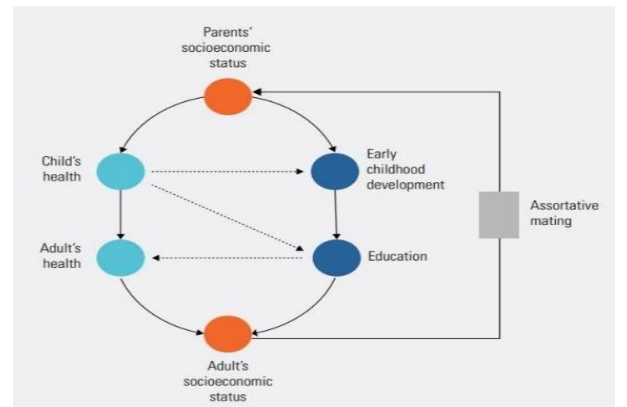 Parents'
socioeconomic
status
Child's
health
Early
childhood
development
Assortative
mating
Adult's
health
Education
Adult's
socioeconomic
status